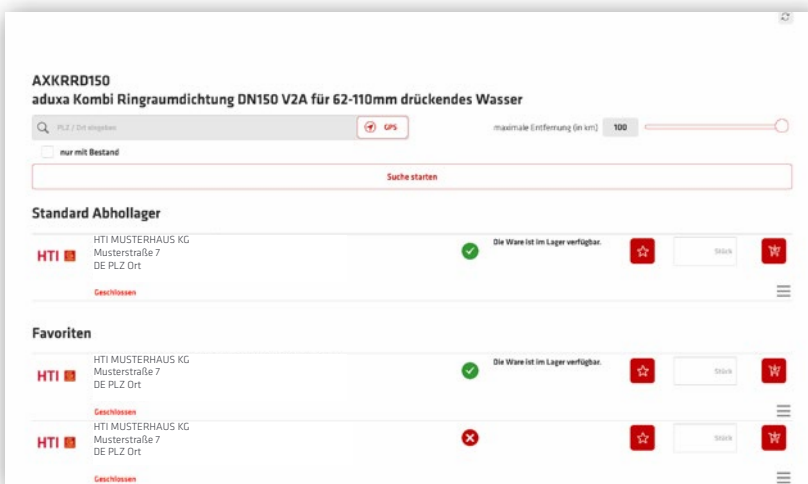 AXKRRD150
aduxa Kombi Ringraumdichtung DN150 V2A für 62-110mm drückendes Wasser
PLZ / Ort eingeben
GPS
maximale Entfernung (in km) 100
nur mit Bestand
Suche starten
Standard Abhollager
HTI
HTI MUSTERHAUS KG
Musterstraße 7
DE PLZ Ort
Die Ware ist im Lager verfügbar.
Stück
Geschlossen
Favoriten
HTI
HTI MUSTERHAUS KG
Musterstraße 7
DE PLZ Ort
Die Ware ist im Lager verfügbar.
Stück
Geschlossen
HTI
HTI MUSTERHAUS KG
Musterstraße 7
DE PLZ Ort
Stück
Geschlossen